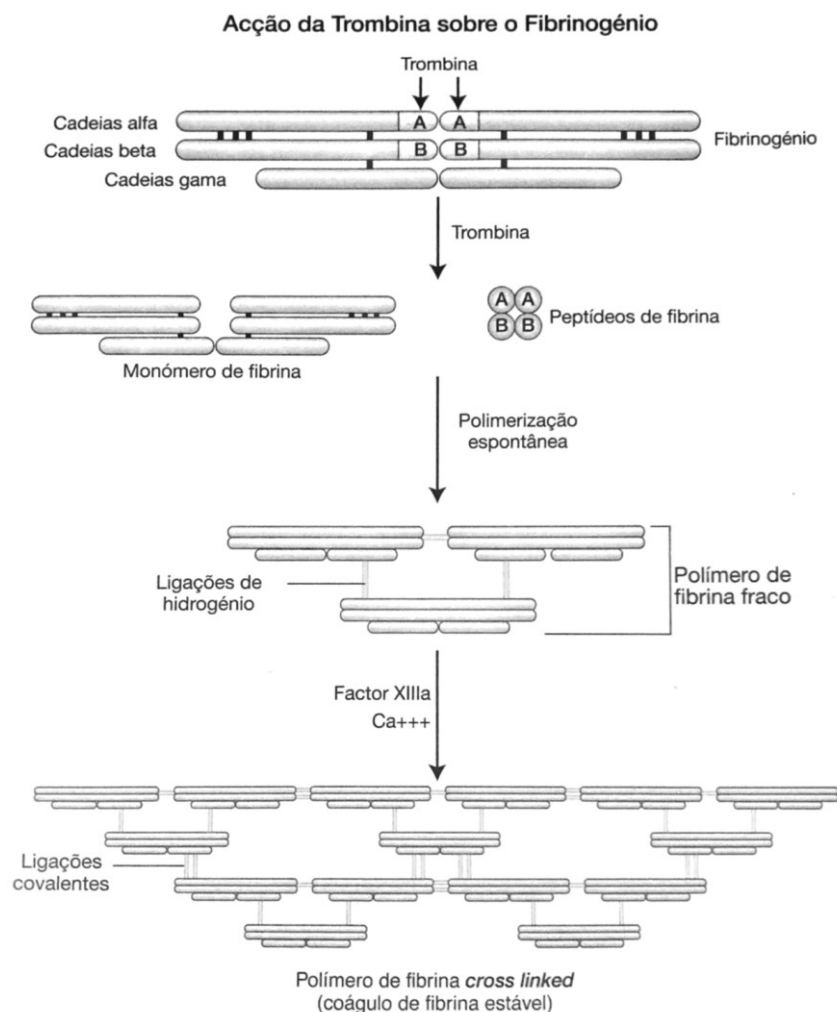 Acção da Trombina sobre o Fibrinogénio
Trombina
Cadeias alfa
A A
Cadeias beta
B B
Fibrinogénio
Cadeias gama
Trombina
A A
B B
Peptídeos de fibrina
Monómero de fibrina
Polimerização
espontânea
Ligações de
hidrogénio
Polímero de
fibrina fraco
Factor XIIIa
Ca+++
Ligações
covalentes
Polímero de fibrina cross linked
(coágulo de fibrina estável)